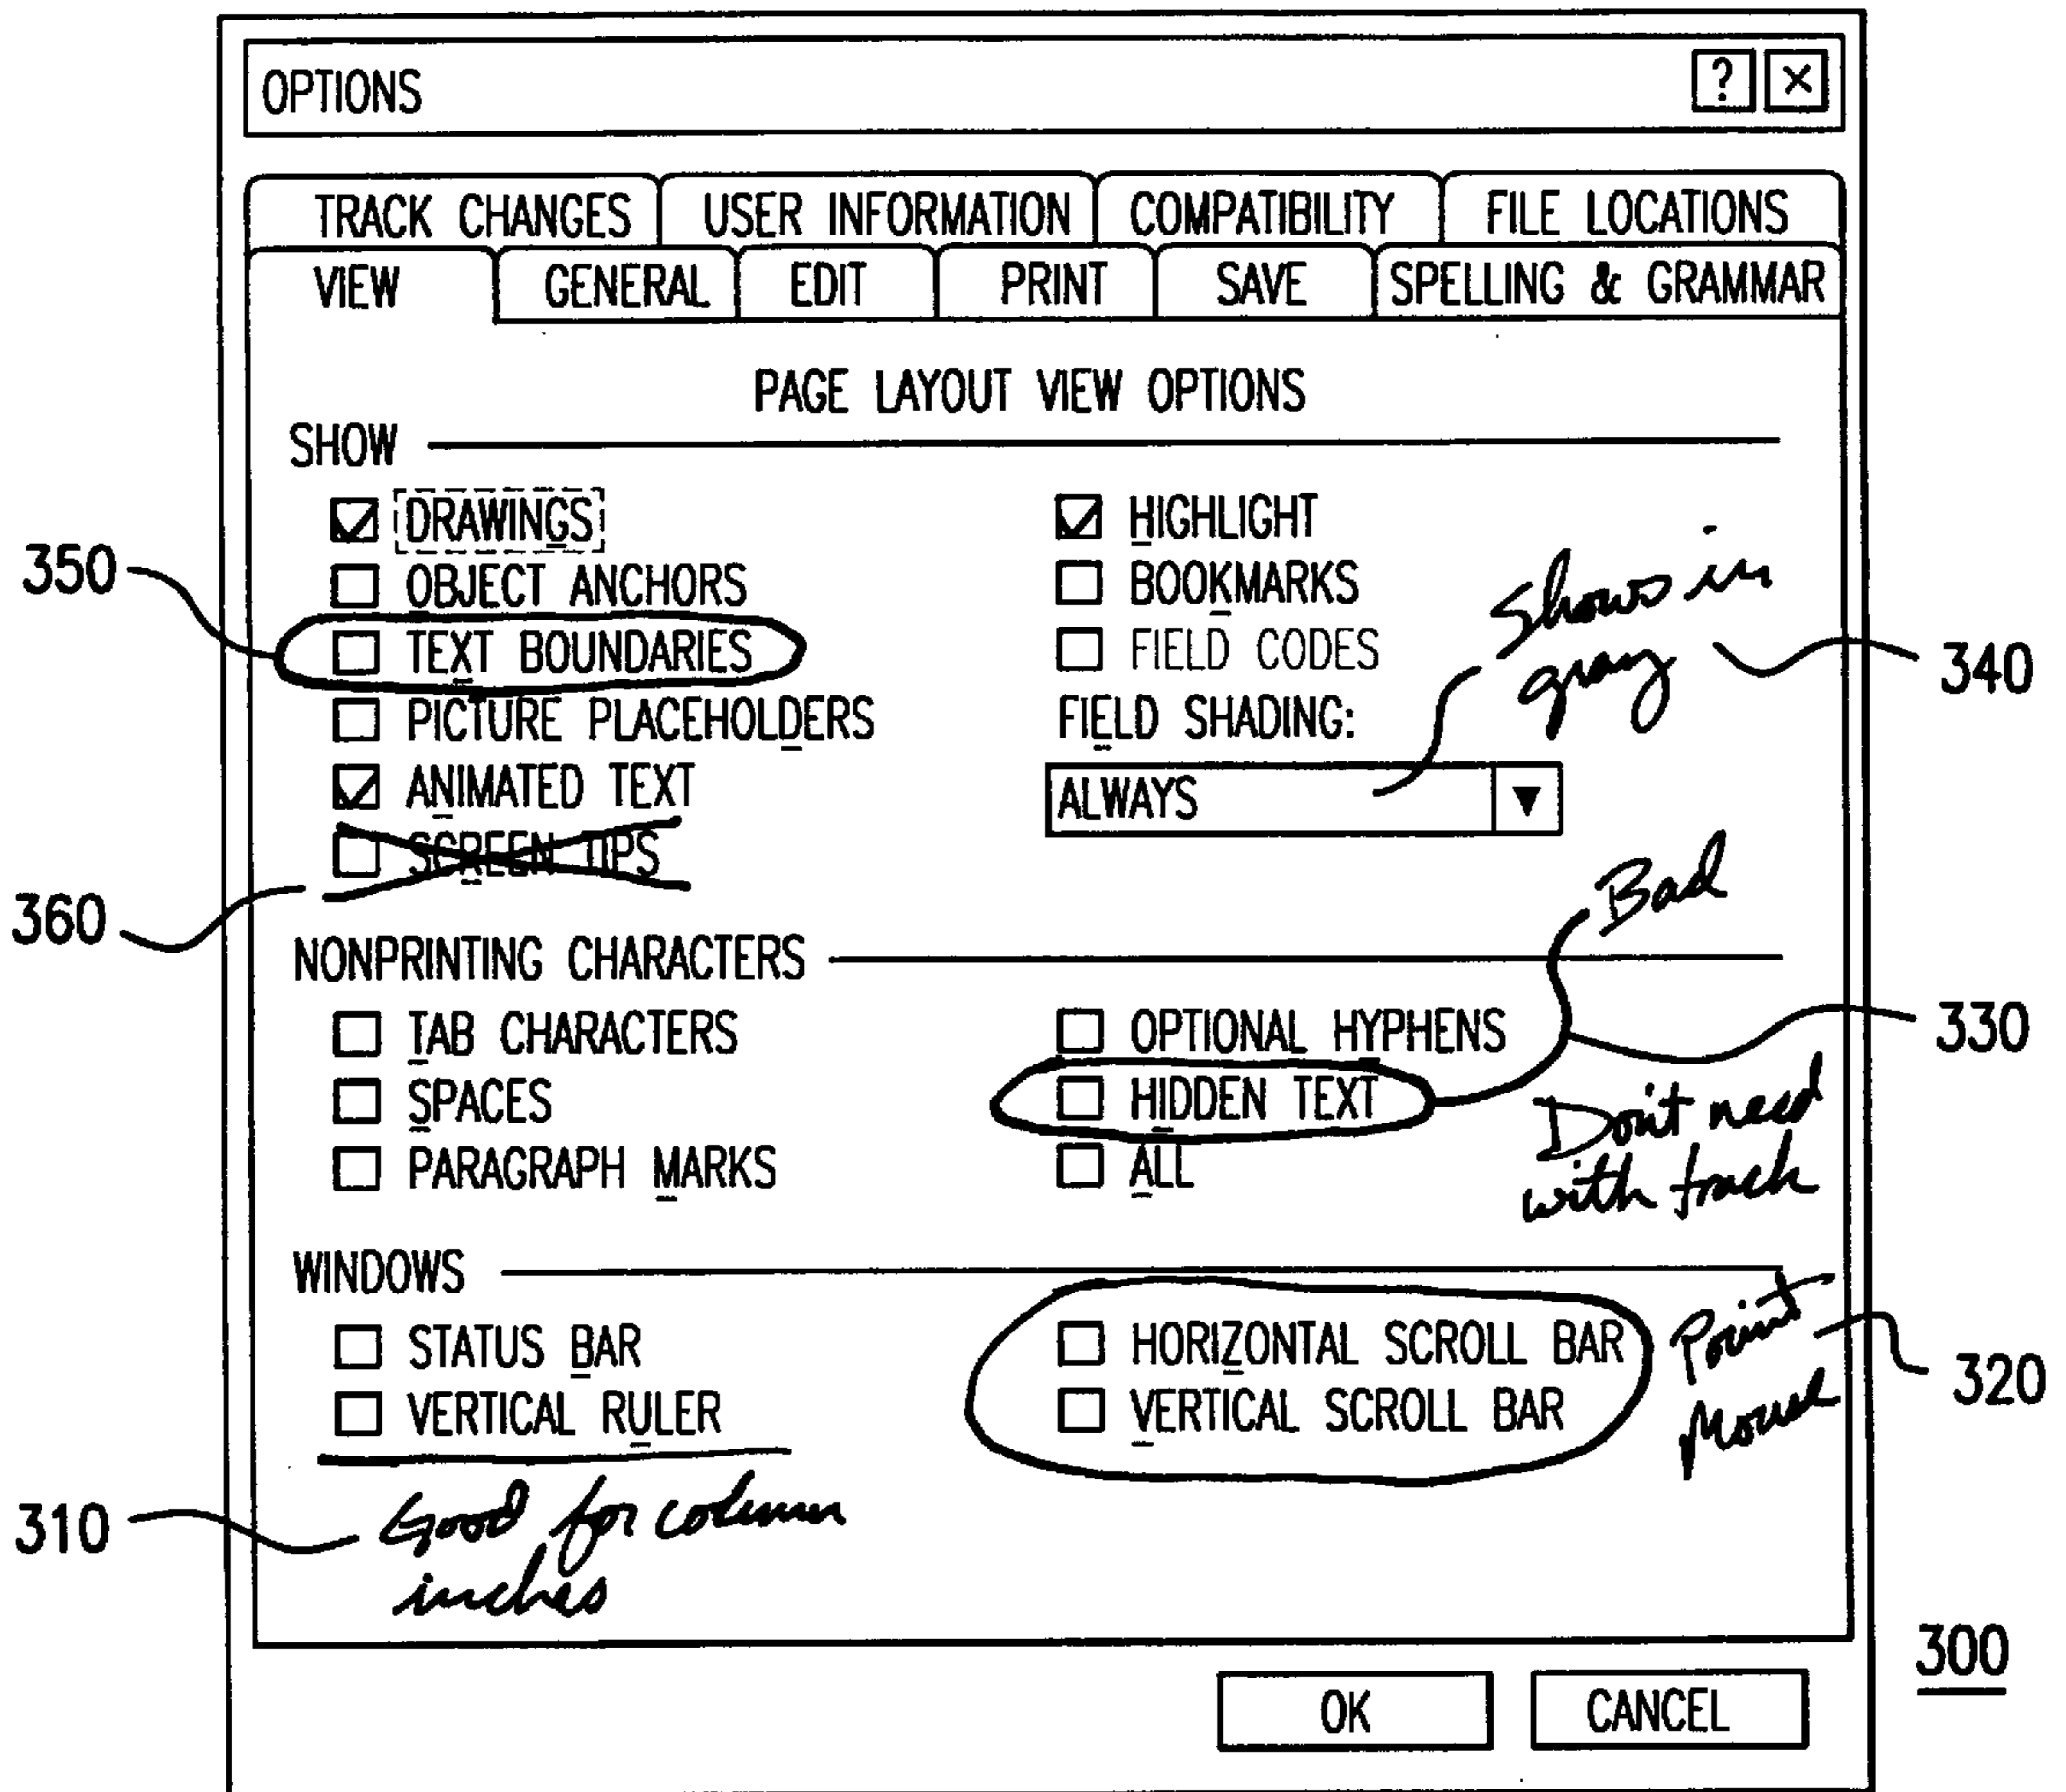 OPTIONS ? X
TRACK CHANGES USER INFORMATION COMPATIBILITY FILE LOCATIONS
VIEW GENERAL EDIT PRINT SAVE SPELLING & GRAMMAR
PAGE LAYOUT VIEW OPTIONS
SHOW
DRAWINGS
OBJECT ANCHORS
TEXT BOUNDARIES
PICTURE PLACEHOLDERS
ANIMATED TEXT
SCREEN TIPS
HIGHLIGHT
BOOKMARKS
FIELD CODES
FIELD SHADING:
ALWAYS
Shows in
gray
350
340
360
Bad
NONPRINTING CHARACTERS
TAB CHARACTERS
SPACES
PARAGRAPH MARKS
OPTIONAL HYPHENS
HIDDEN TEXT
ALL
330
Don't need
with track
WINDOWS
STATUS BAR
VERTICAL RULER
HORIZONTAL SCROLL BAR
VERTICAL SCROLL BAR
Point
Mouse
320
310
Good for column
inches
300
OK CANCEL